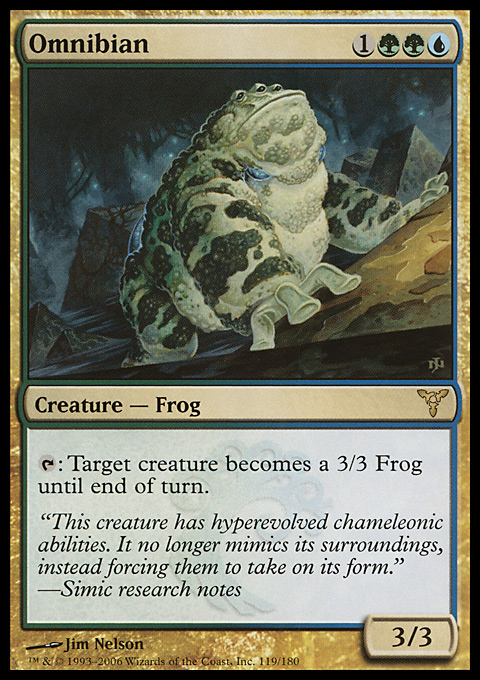 Omnibian 1
Creature — Frog
: Target creature becomes a 3/3 Frog
until end of turn.
“This creature has hyperevolved chameleonic
abilities. It no longer mimics its surroundings,
instead forcing them to take on its form.”
—Simic research notes
Jim Nelson
3/3
™ & © 1993–2006 Wizards of the Coast, Inc. 119/180